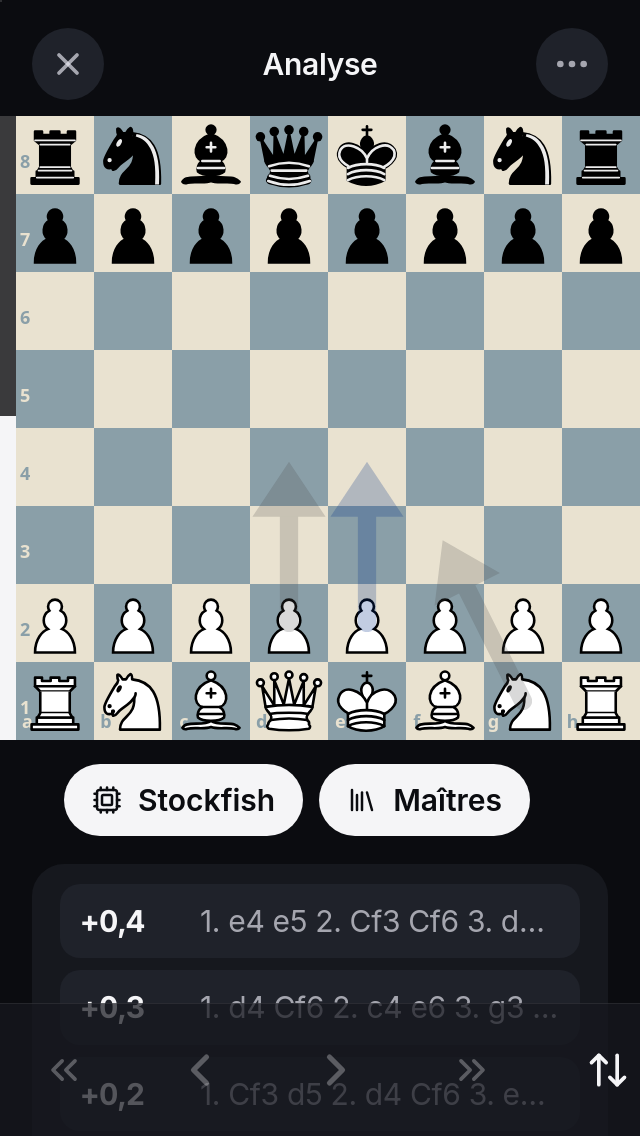 Analyse
8
7
6
5
4
3
2
1
a b c d e f g h
Stockfish
Maîtres
+0,4 1. e4 e5 2. Cf3 Cf6 3. d...
+0,3 1. d4 Cf6 2. c4 e6 3. g3 ...
+0,2 1. Cf3 d5 2. d4 Cf6 3. e...